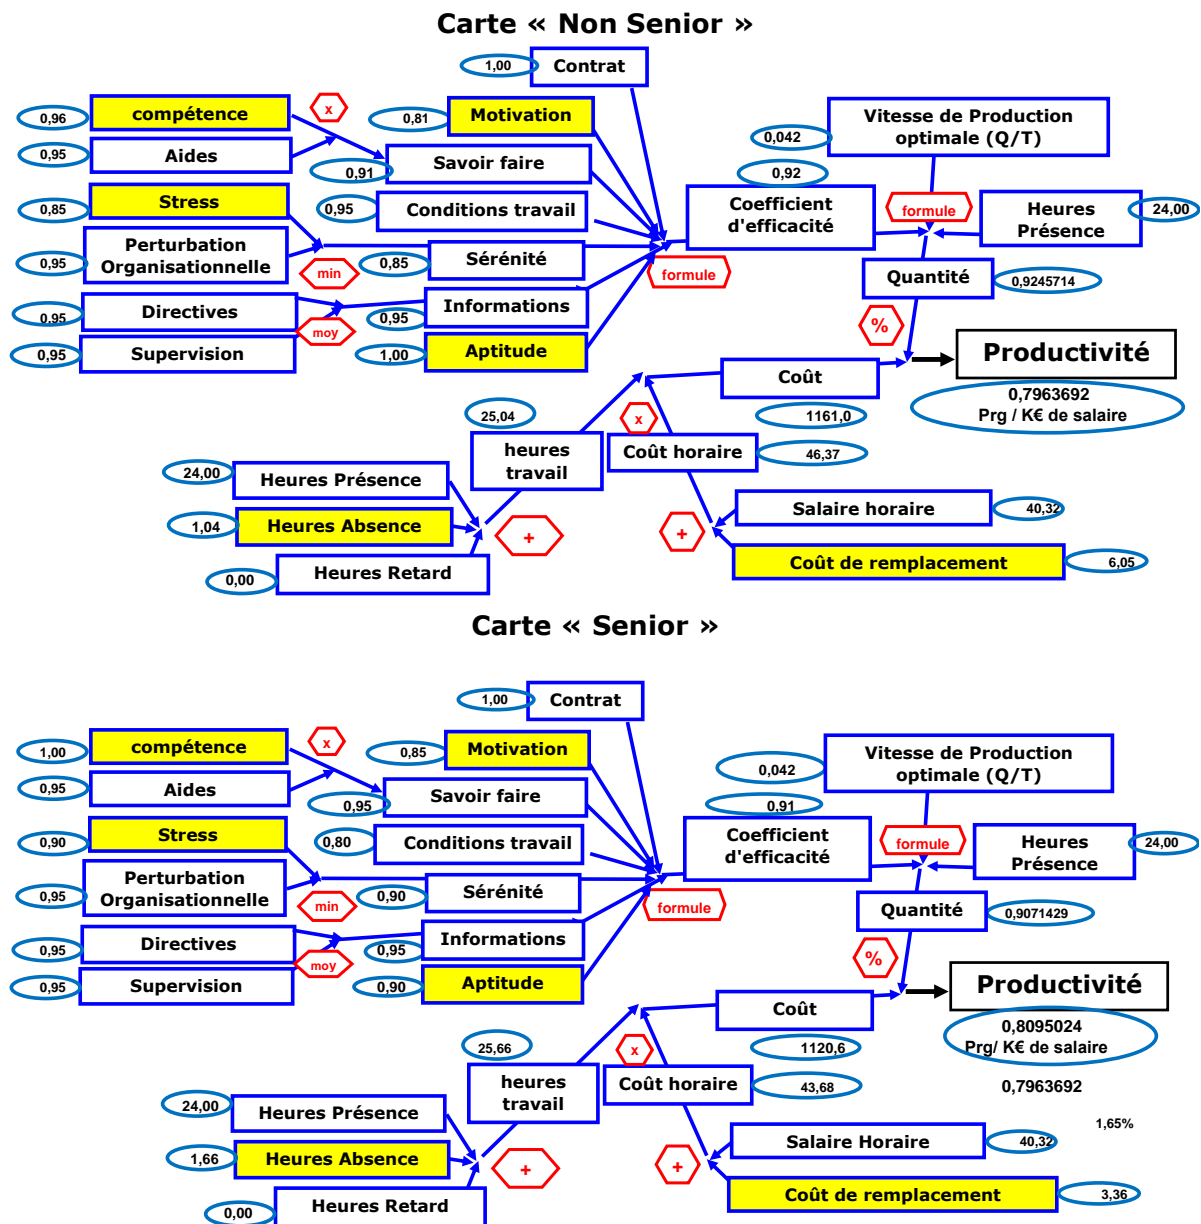 Carte « Non Senior »
1,00
Contrat
0,96
compétence
x
0,81
Motivation
Vitesse de Production
optimale (Q/T)
0,042
0,95
Aides
0,91
Savoir faire
0,92
0,85
Stress
0,95
Conditions travail
Coefficient
d'efficacité
formule
Heures
Présence
24,00
0,95
Perturbation
Organisationnelle
min
0,85
Sérénité
formule
Quantité
0,9245714
0,95
Directives
moy
0,95
Informations
%
0,95
Supervision
1,00
Aptitude
Productivité
Coût
0,7963692
Prg / K€ de salaire
25,04
x
1161,0
heures
travail
Coût horaire
46,37
24,00
Heures Présence
1,04
Heures Absence
+
+
Salaire horaire
40,32
0,00
Heures Retard
Coût de remplacement
6,05
Carte « Senior »
1,00
Contrat
1,00
compétence
x
0,85
Motivation
Vitesse de Production
optimale (Q/T)
0,042
0,95
Aides
0,95
Savoir faire
0,91
0,90
Stress
0,80
Conditions travail
Coefficient
d'efficacité
formule
Heures
Présence
24,00
0,95
Perturbation
Organisationnelle
min
0,90
Sérénité
formule
Quantité
0,9071429
0,95
Directives
moy
0,95
Informations
%
0,95
Supervision
0,90
Aptitude
Productivité
Coût
0,8095024
Prg/ K€ de salaire
25,66
x
1120,6
heures
travail
Coût horaire
43,68
0,7963692
24,00
Heures Présence
1,65%
1,66
Heures Absence
+
+
Salaire Horaire
40,32
0,00
Heures Retard
Coût de remplacement
3,36